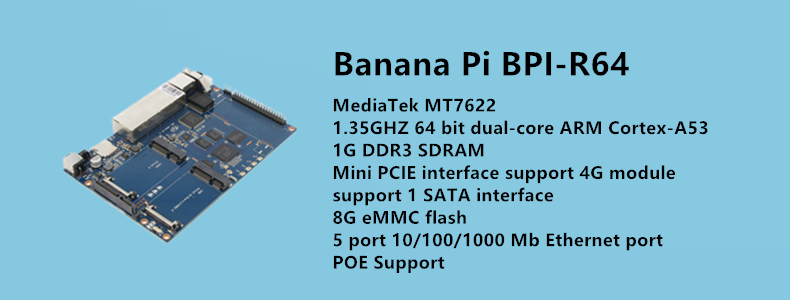 Banana Pi BPI-R64
MediaTek MT7622
1.35GHZ 64 bit dual-core ARM Cortex-A53
1G DDR3 SDRAM
Mini PCIE interface support 4G module
support 1 SATA interface
8G eMMC flash
5 port 10/100/1000 Mb Ethernet port
POE Support